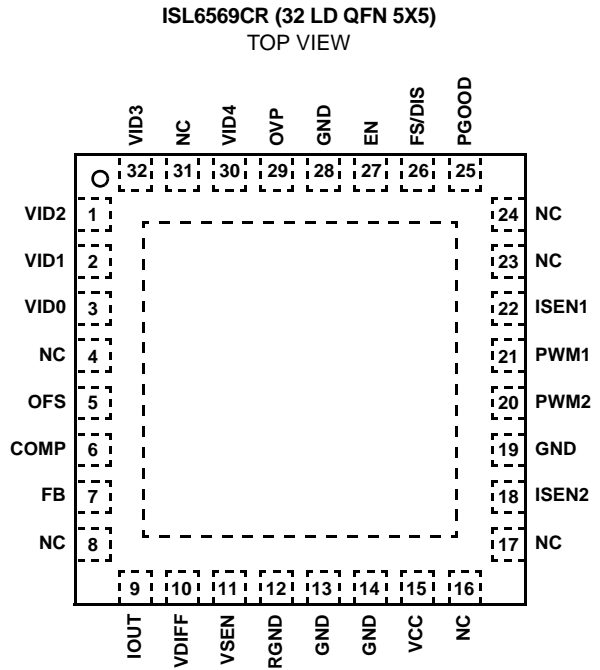 ISL6569CR (32 LD QFN 5X5)
TOP VIEW
VID3 NC VID4 OVP GND EN FS/DIS PGOOD
32 31 30 29 28 27 26 25
VID2 1 24 NC
VID1 2 23 NC
VID0 3 22 ISEN1
NC 4 21 PWM1
OFS 5 20 PWM2
COMP 6 19 GND
FB 7 18 ISEN2
NC 8 17 NC
9 10 11 12 13 14 15 16
IOUT VDIFF VSEN RGND GND GND VCC NC